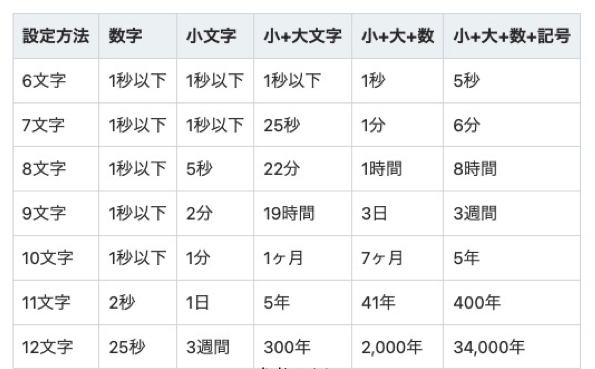 設定方法 数字 小文字 小+大文字 小+大+数 小+大+数+記号
6文字 1秒以下 1秒以下 1秒以下 1秒 5秒
7文字 1秒以下 1秒以下 25秒 1分 6分
8文字 1秒以下 5秒 22分 1時間 8時間
9文字 1秒以下 2分 19時間 3日 3週間
10文字 1秒以下 1分 1ヶ月 7ヶ月 5年
11文字 2秒 1日 5年 41年 400年
12文字 25秒 3週間 300年 2,000年 34,000年